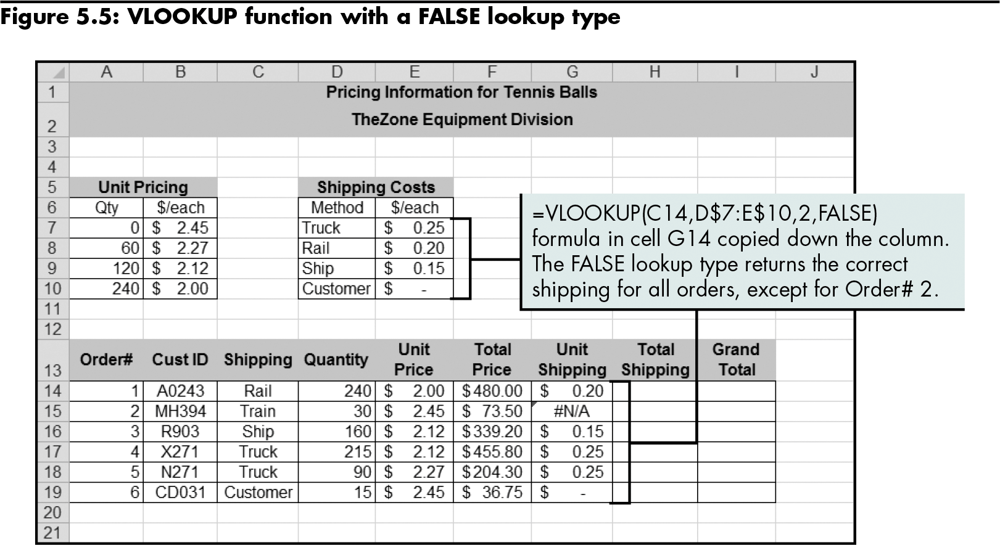 Figure 5.5: VLOOKUP function with a FALSE lookup type
A B C D E F G H I J
1 Pricing Information for Tennis Balls
2 TheZone Equipment Division
3
4
5 Unit Pricing Shipping Costs
6 Qty $/each Method $/each
7 0 $ 2.45 Truck $ 0.25
8 60 $ 2.27 Rail $ 0.20
9 120 $ 2.12 Ship $ 0.15
10 240 $ 2.00 Customer $ -
=VLOOKUP(C14,D$7:E$10,2,FALSE)
formula in cell G14 copied down the column.
The FALSE lookup type returns the correct
shipping for all orders, except for Order# 2.
11
12
13 Order# Cust ID Shipping Quantity Unit Price Total Price Unit Shipping Total Shipping Grand Total
14 1 A0243 Rail 240 $ 2.00 $480.00 $ 0.20
15 2 MH394 Train 30 $ 2.45 $ 73.50 #N/A
16 3 R903 Ship 160 $ 2.12 $339.20 $ 0.15
17 4 X271 Truck 215 $ 2.12 $455.80 $ 0.25
18 5 N271 Truck 90 $ 2.27 $204.30 $ 0.25
19 6 CD031 Customer 15 $ 2.45 $ 36.75 $ -
20
21